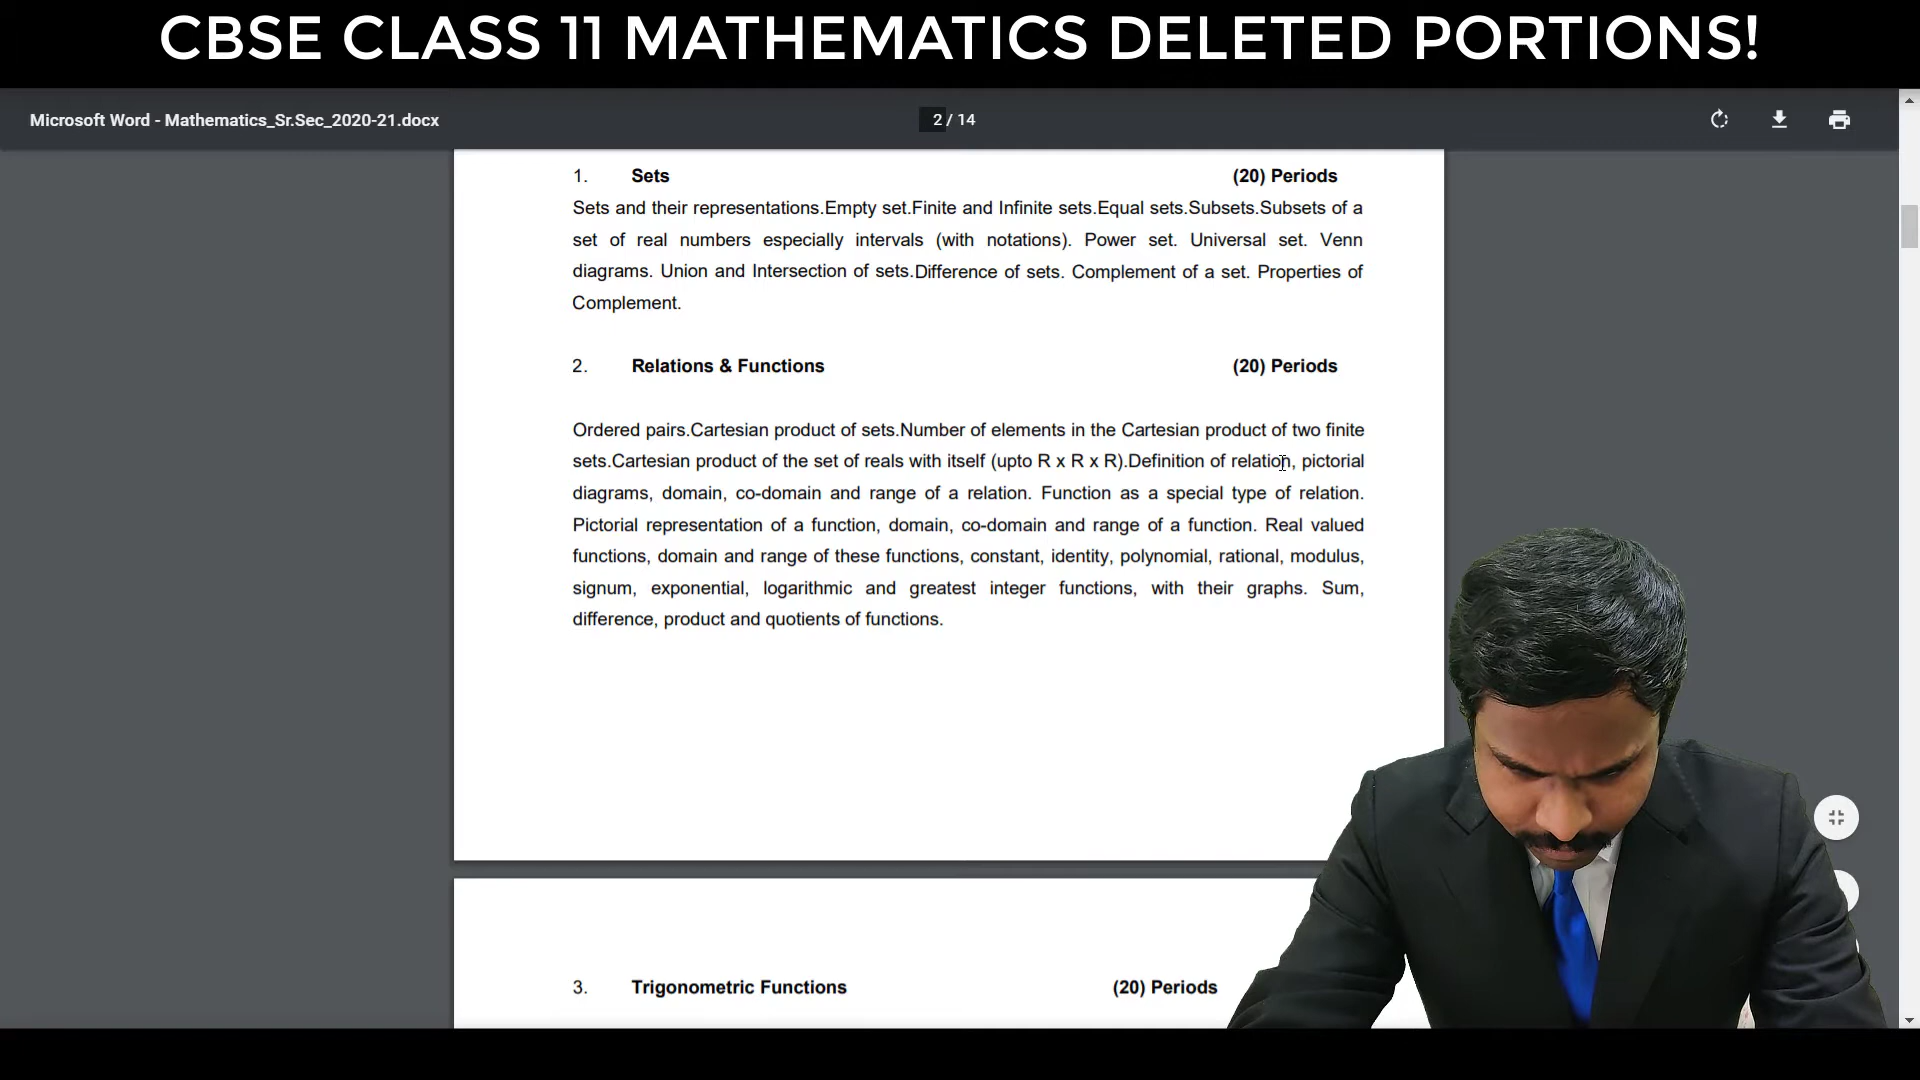 CBSE CLASS 11 MATHEMATICS DELETED PORTIONS!
Microsoft Word - Mathematics_Sr.Sec_2020-21.docx
2 / 14
1. Sets (20) Periods
Sets and their representations.Empty set.Finite and Infinite sets.Equal sets.Subsets.Subsets of a
set of real numbers especially intervals (with notations). Power set. Universal set. Venn
diagrams. Union and Intersection of sets.Difference of sets. Complement of a set. Properties of
Complement.
2. Relations & Functions (20) Periods
Ordered pairs.Cartesian product of sets.Number of elements in the Cartesian product of two finite
sets.Cartesian product of the set of reals with itself (upto R x R x R).Definition of relation, pictorial
diagrams, domain, co-domain and range of a relation. Function as a special type of relation.
Pictorial representation of a function, domain, co-domain and range of a function. Real valued
functions, domain and range of these functions, constant, identity, polynomial, rational, modulus,
signum, exponential, logarithmic and greatest integer functions, with their graphs. Sum,
difference, product and quotients of functions.
3. Trigonometric Functions (20) Periods